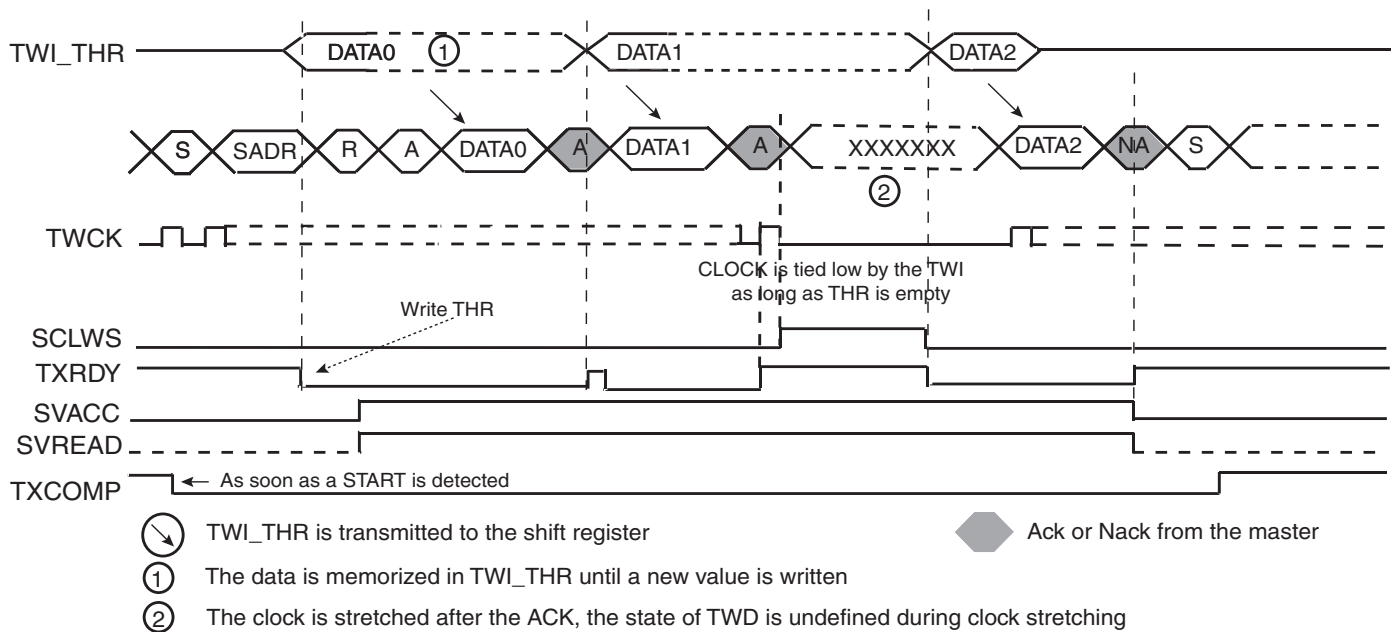 TWI_THR DATA0 1 DATA1 DATA2
S SADR R A DATA0 A DATA1 A XXXXXXX DATA2 NA S
2
TWCK
CLOCK is tied low by the TWI
as long as THR is empty
Write THR
SCLWS
TXRDY
SVACC
SVREAD
TXCOMP As soon as a START is detected
TWI_THR is transmitted to the shift register Ack or Nack from the master
1 The data is memorized in TWI_THR until a new value is written
2 The clock is stretched after the ACK, the state of TWD is undefined during clock stretching